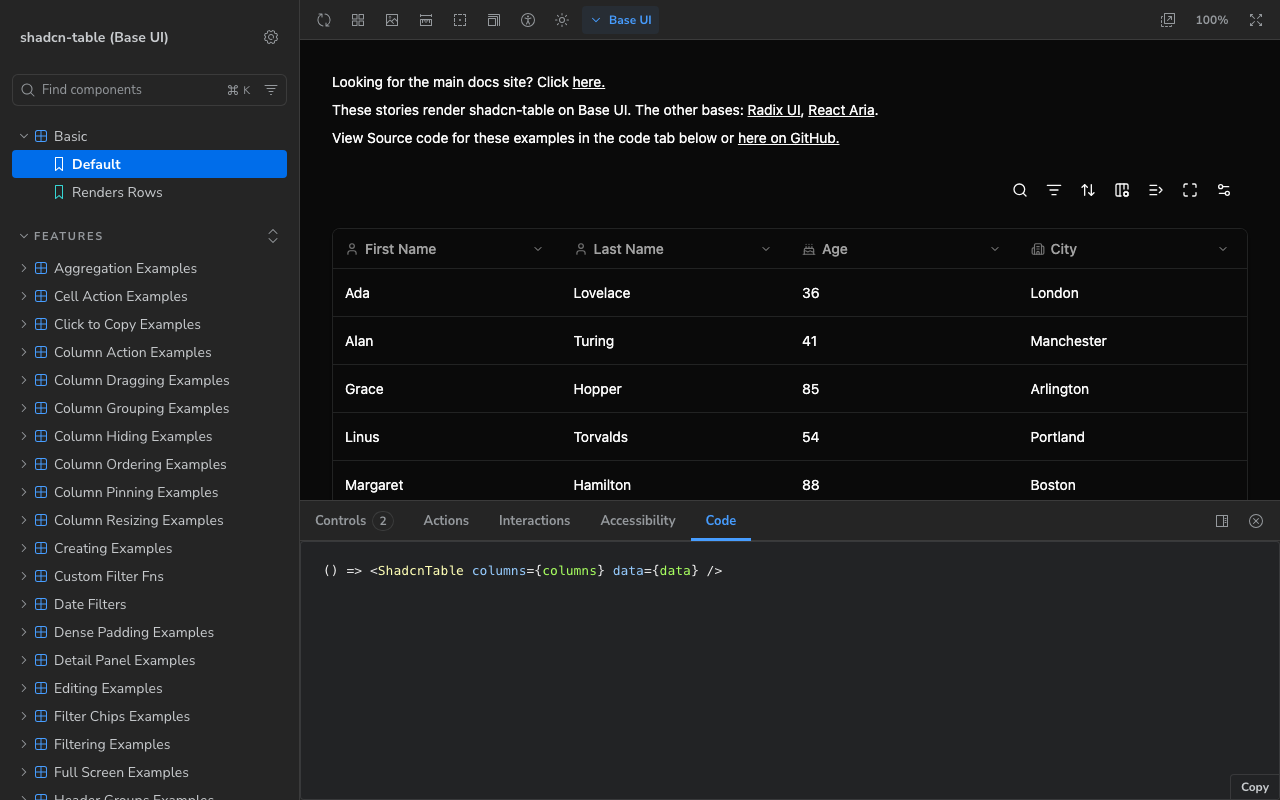 shadcn-table (Base UI)
Find components
⌘ K
Basic
Default
Renders Rows
FEATURES
Aggregation Examples
Cell Action Examples
Click to Copy Examples
Column Action Examples
Column Dragging Examples
Column Grouping Examples
Column Hiding Examples
Column Ordering Examples
Column Pinning Examples
Column Resizing Examples
Creating Examples
Custom Filter Fns
Date Filters
Dense Padding Examples
Detail Panel Examples
Editing Examples
Filter Chips Examples
Filtering Examples
Full Screen Examples
Header Groups Examples
Base UI
100%
Looking for the main docs site? Click here.
These stories render shadcn-table on Base UI. The other bases: Radix UI, React Aria.
View Source code for these examples in the code tab below or here on GitHub.
First Name Last Name Age City
Ada Lovelace 36 London
Alan Turing 41 Manchester
Grace Hopper 85 Arlington
Linus Torvalds 54 Portland
Margaret Hamilton 88 Boston
Controls 2 Actions Interactions Accessibility Code
() => <ShadcnTable columns={columns} data={data} />
Copy